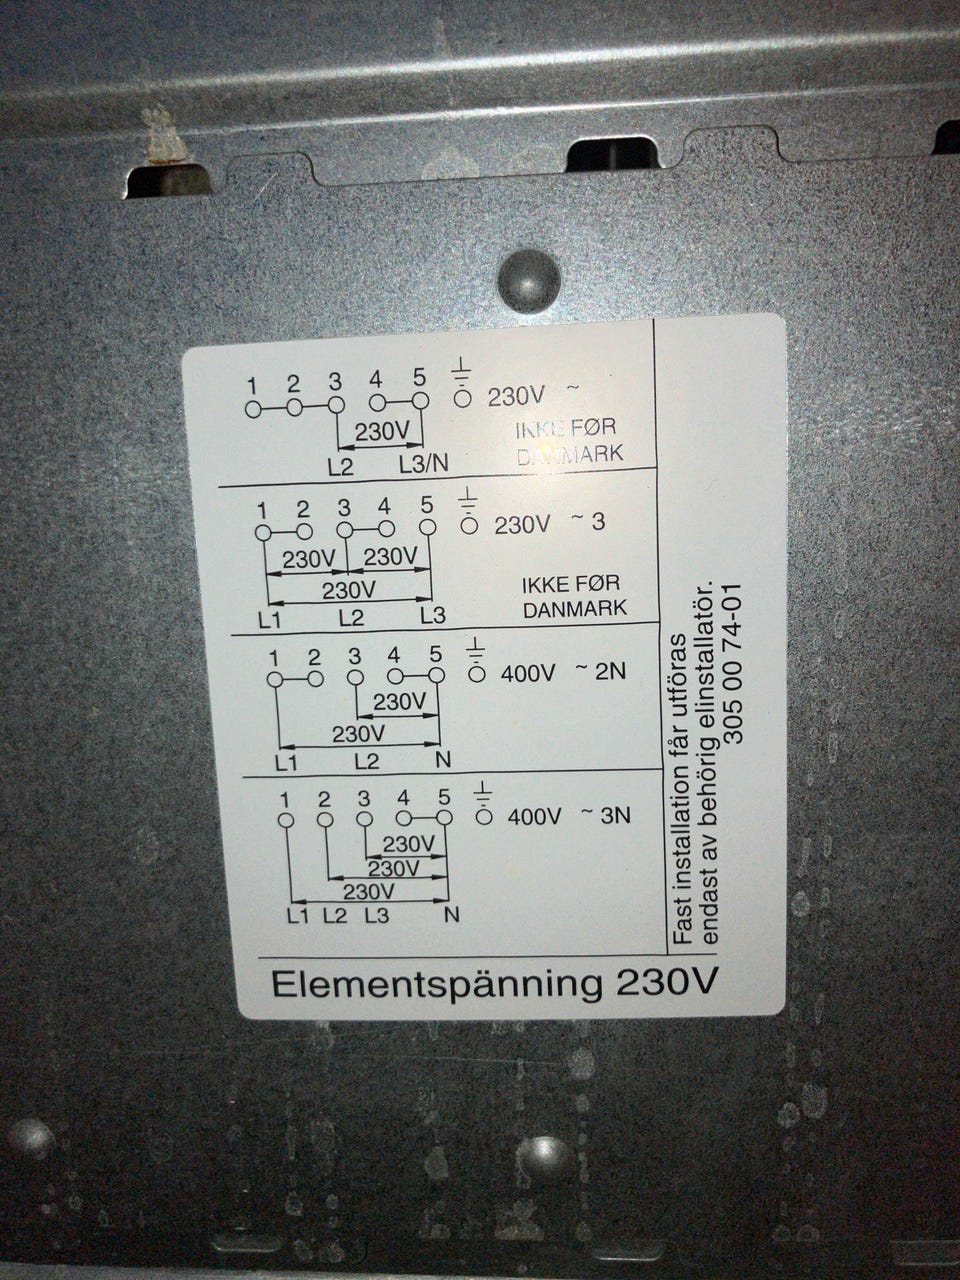 1 2 3 4 5
230V ~
230V
IKKE FØR
DANMARK
L2 L3/N
1 2 3 4 5
230V ~ 3
230V 230V
230V
IKKE FØR
DANMARK
L1 L2 L3
1 2 3 4 5
400V ~ 2N
230V
230V
L1 L2 N
1 2 3 4 5
400V ~ 3N
230V
230V
230V
L1 L2 L3 N
Elementspänning 230V
Fast installation får utföras
endast av behörig elinstallatör.
305 00 74-01